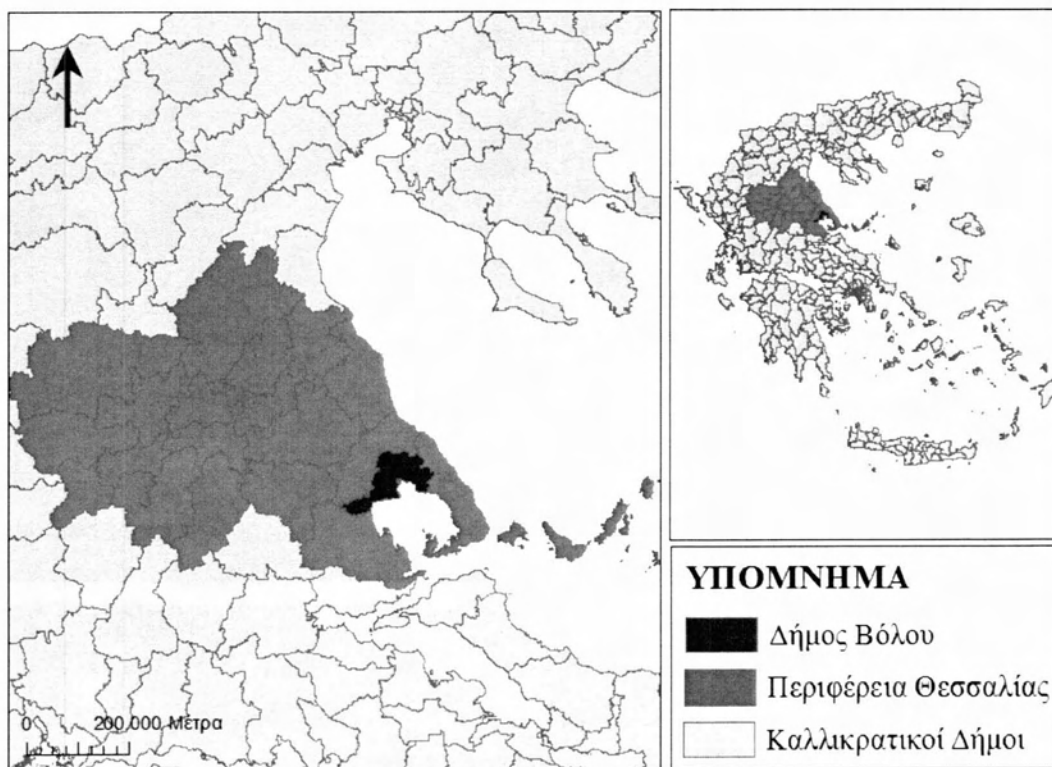 0 200.000 Μέτρα
ΥΠΟΜΝΗΜΑ
Δήμος Βόλου
Περιφέρεια Θεσσαλίας
Καλλικρατικοί Δήμοι